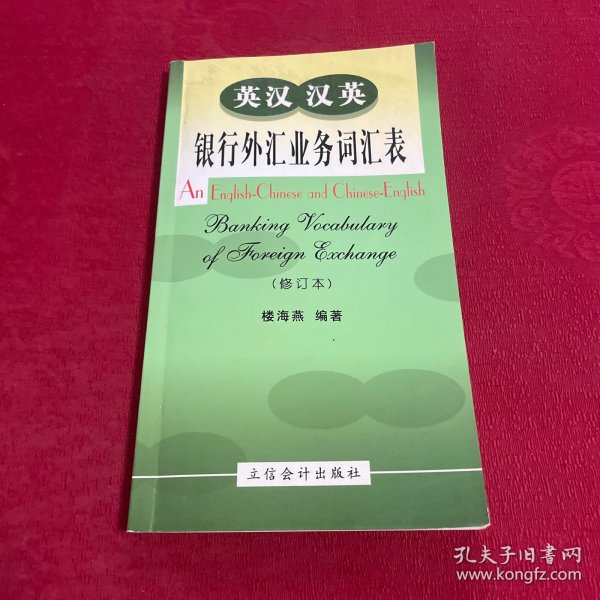 英汉 汉英
银行外汇业务词汇表
An English-Chinese and Chinese-English
Banking Vocabulary
of Foreign Exchange
(修订本)
楼海燕 编著
立信会计出版社
孔夫子旧书网
www.kongfz.com